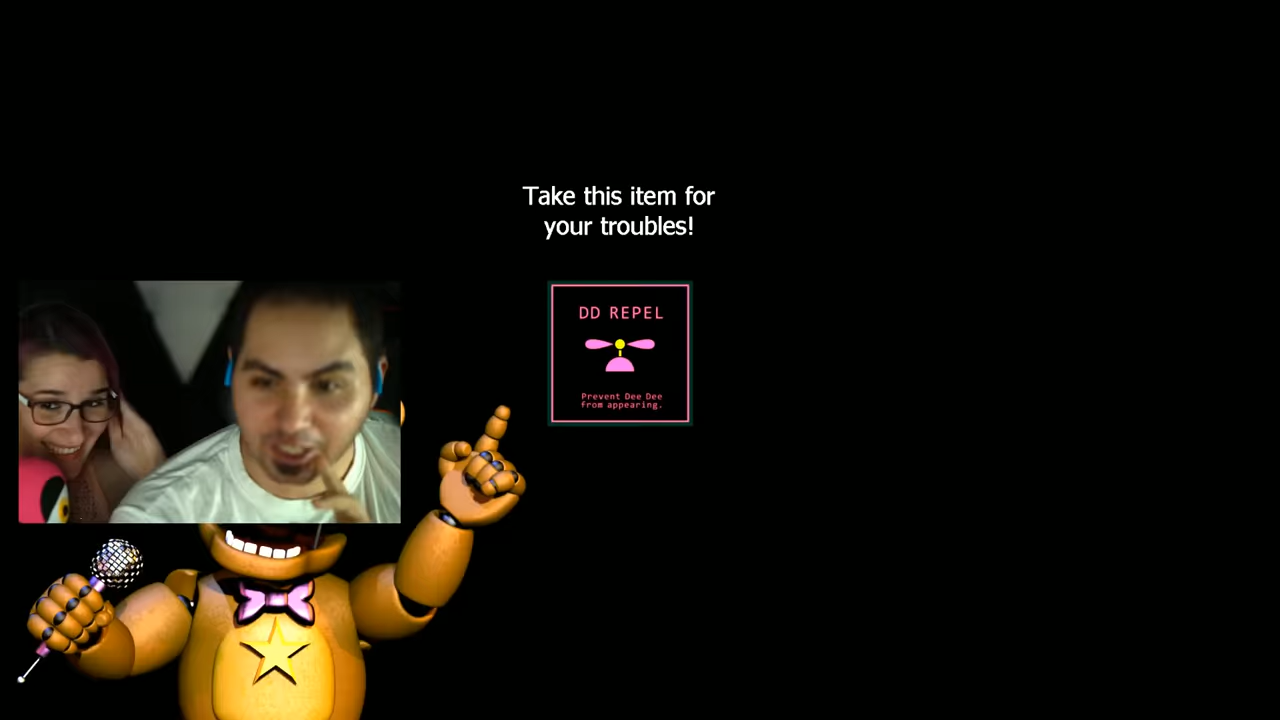 Take this item for
your troubles!
DD REPEL
Prevent Dee Dee
from appearing.